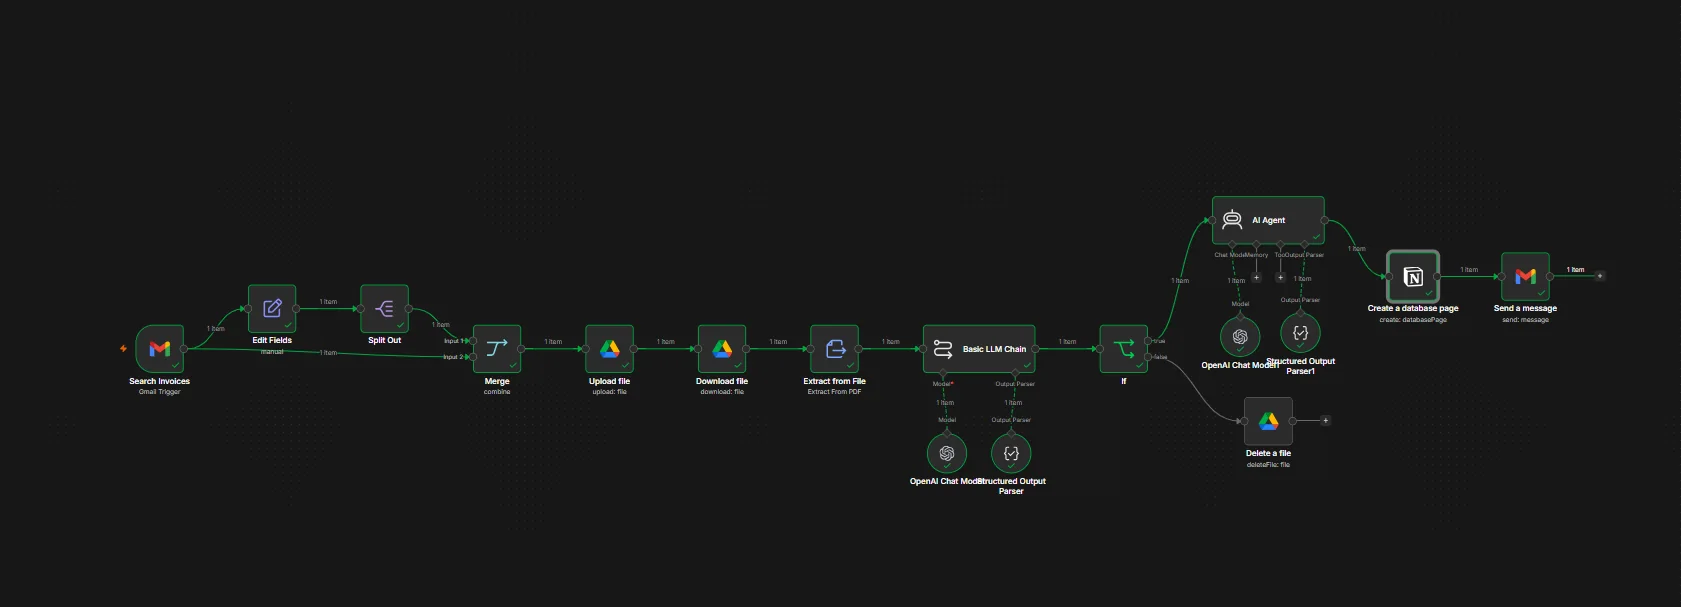 Search Invoices
Gmail Trigger
1 item
1 item
Edit Fields
manual
1 item
Split Out
1 item
Input 1
Input 2
Merge
combine
1 item
Upload file
upload: file
1 item
Download file
download: file
1 item
Extract from File
Extract From PDF
1 item
Basic LLM Chain
Model*
Output Parser
1 item
1 item
Model
Output Parser
OpenAI Chat Model
Structured Output
Parser
1 item
If
true
false
1 item
AI Agent
Chat Model
Memory
Tool
Output Parser
1 item
1 item
Model
Output Parser
OpenAI Chat Model1
Structured Output
Parser1
1 item
Create a database page
create: databasePage
1 item
Send a message
send: message
1 item
Delete a file
deleteFile: file